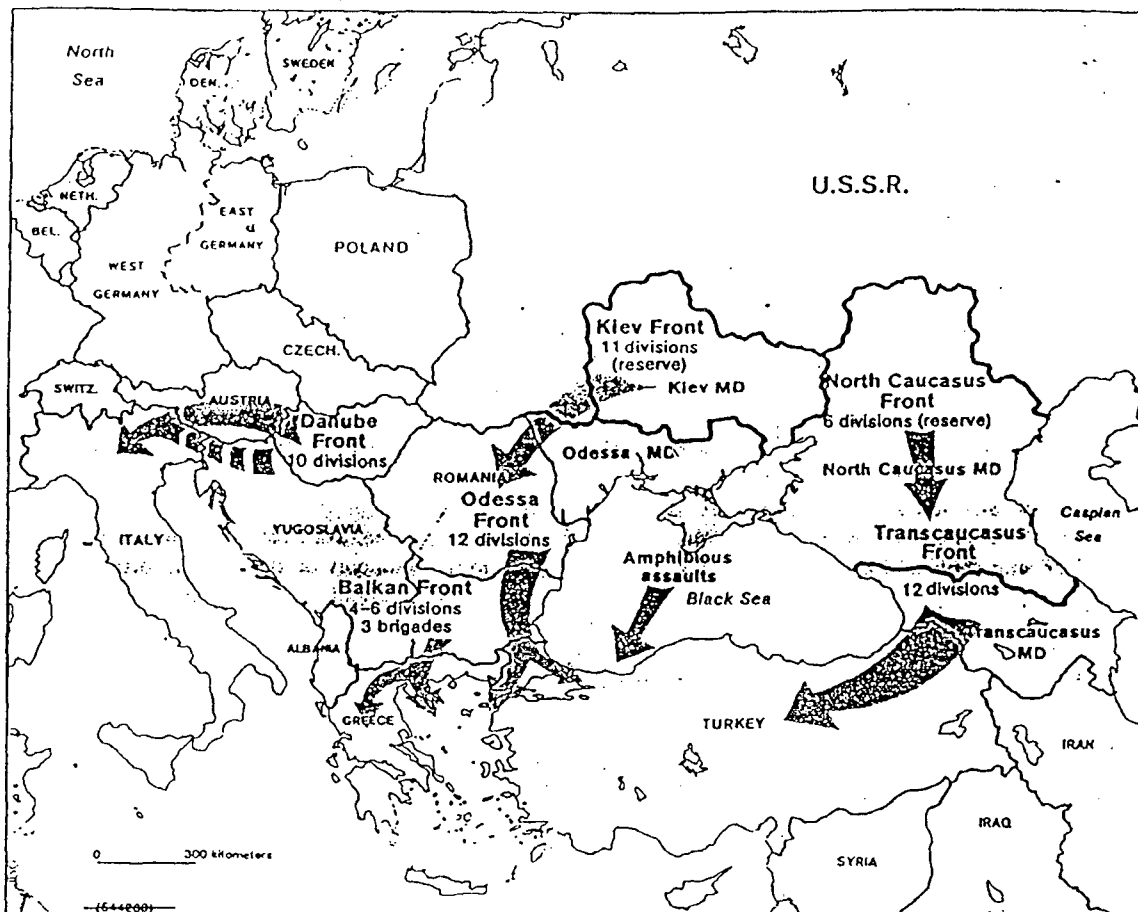 North
Sea
SWEDEN
DEN.
U.S.S.R.
NETH.
BEL.
EAST
GERMANY
POLAND
WEST
GERMANY
CZECH.
Kiev Front
11 divisions
(reserve)
Kiev MD
SWITZ.
AUSTRIA
Danube
Front
10 divisions
North Caucasus
Front
6 divisions (reserve)
Odessa MD
North Caucasus MD
ROMANIA
Odessa
Front
12 divisions
Caspian
Sea
ITALY
YUGOSLAVIA
Transcaucasus
Front
12 divisions
Amphibious
assaults
Black Sea
Balkan Front
4-6 divisions
3 brigades
ALBANIA
Transcaucasus
MD
GREECE
TURKEY
IRAN
IRAQ
SYRIA
0 300 kilometers